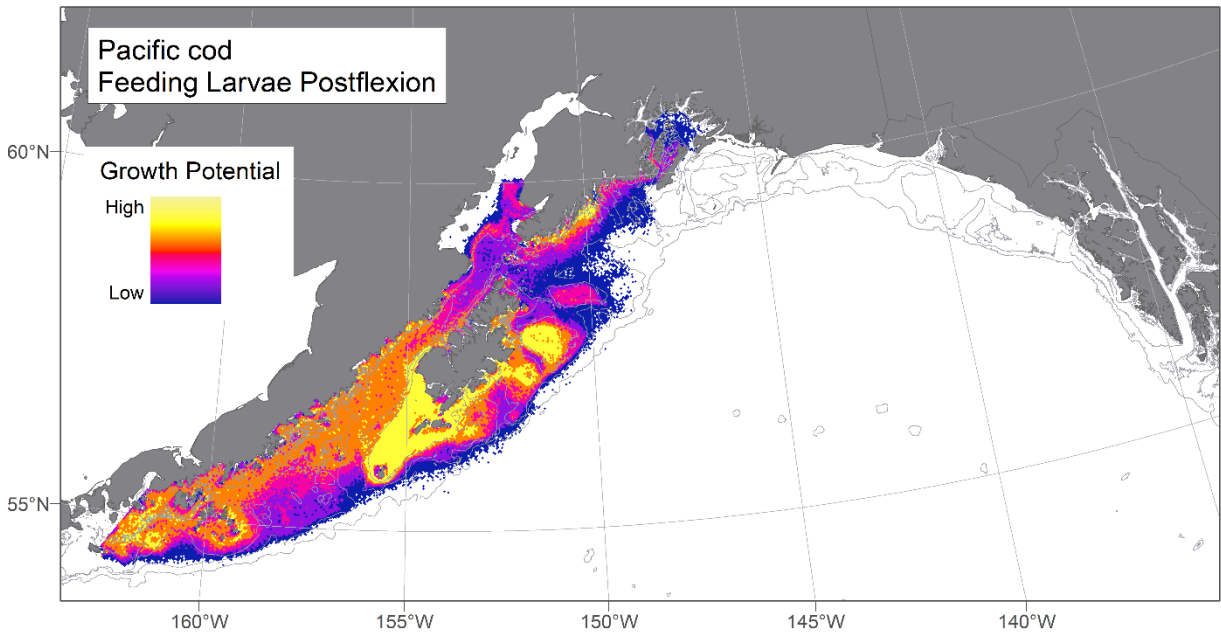 Pacific cod
Feeding Larvae Postflexion
60°N
Growth Potential
High
Low
55°N
160°W
155°W
150°W
145°W
140°W